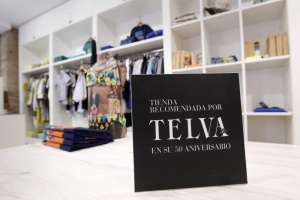 TIENDA
RECOMENDADA POR
TELVA
EN SU 50 ANIVERSARIO